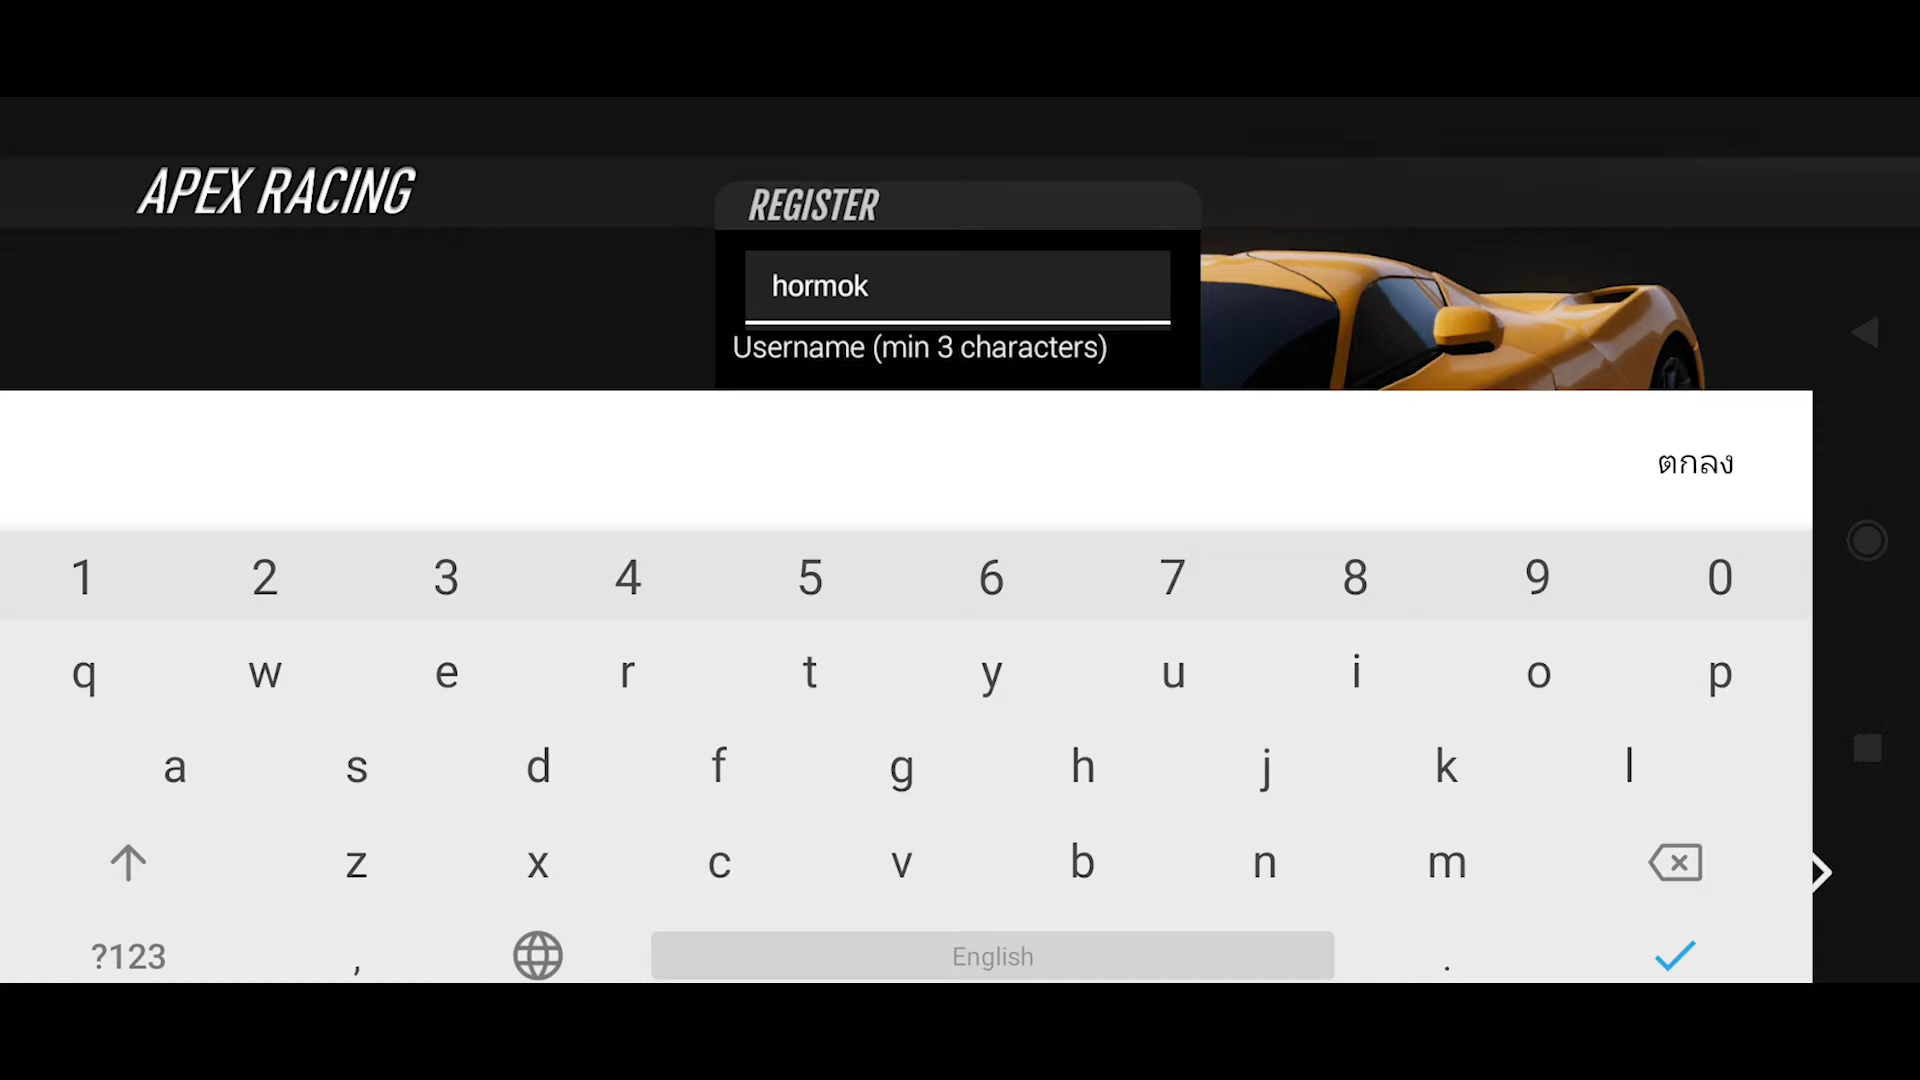 APEX RACING
REGISTER
hormok
Username (min 3 characters)
ตกลง
1 2 3 4 5 6 7 8 9 0
q w e r t y u i o p
a s d f g h j k l
z x c v b n m
?123 , English .